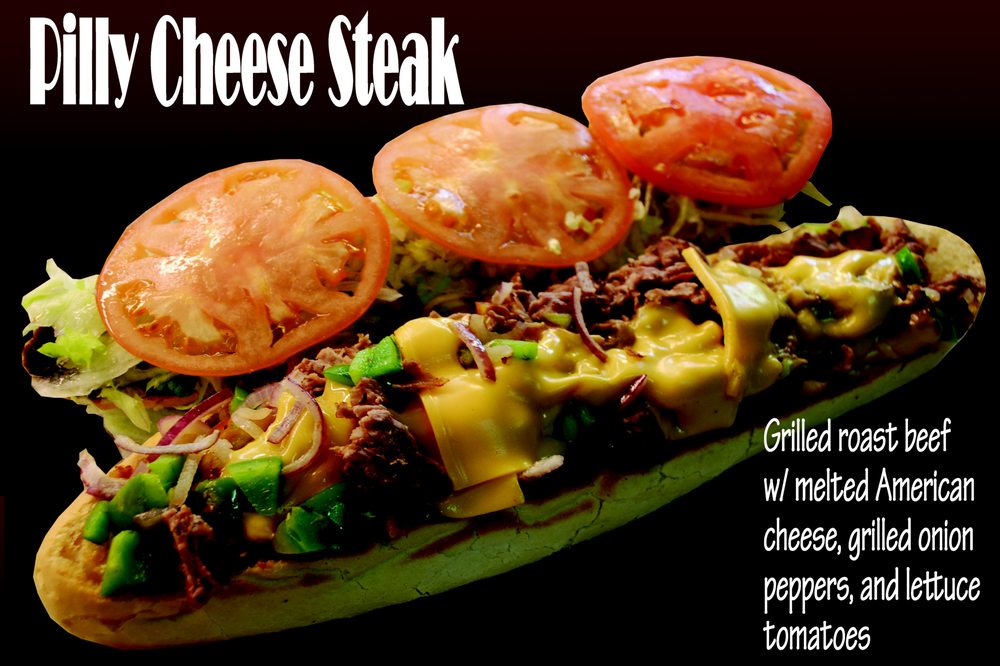 Pilly Cheese Steak
Grilled roast beef
w/ melted American
cheese, grilled onion
peppers, and lettuce
tomatoes